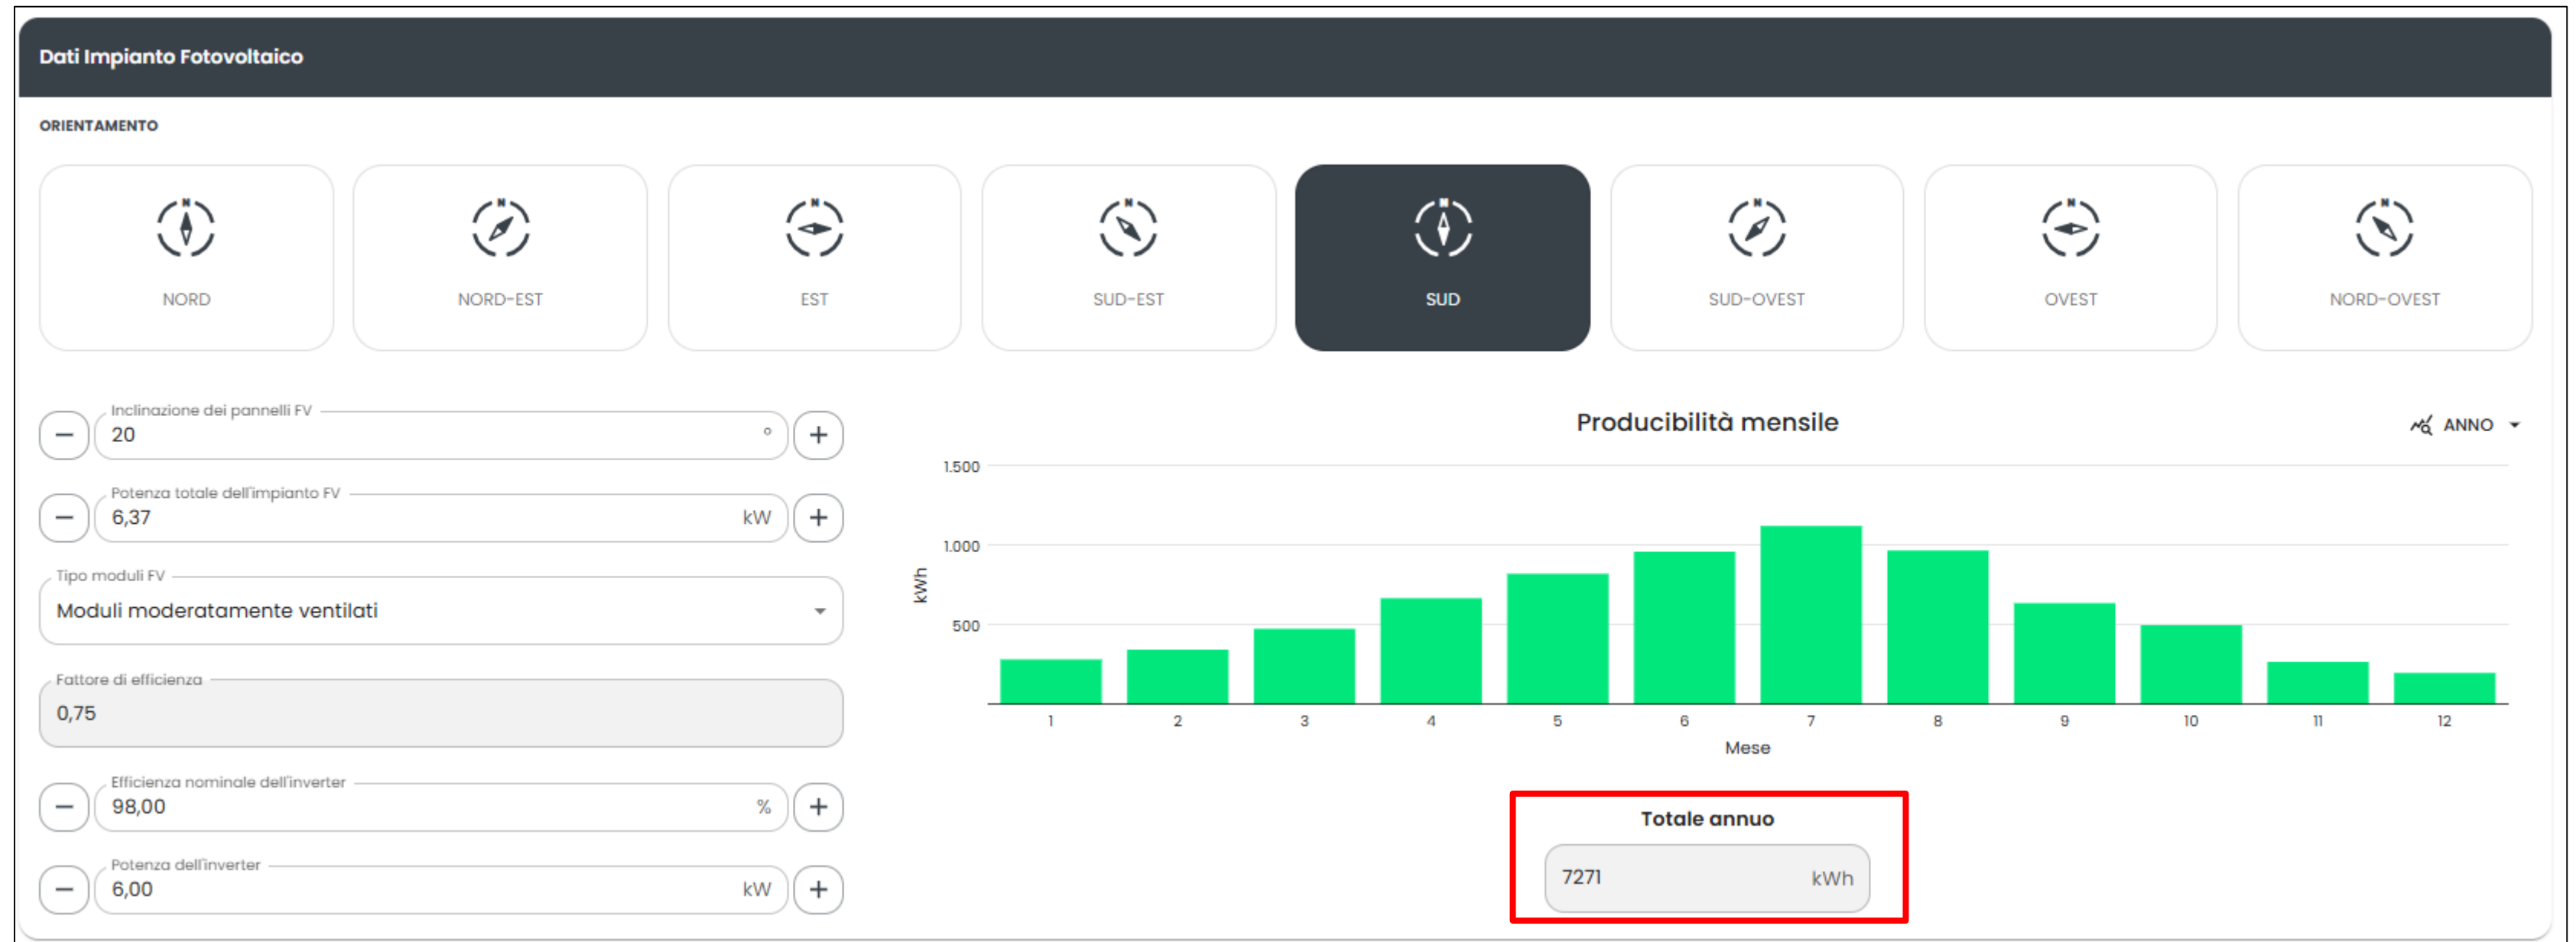 Dati Impianto Fotovoltaico
ORIENTAMENTO
N N N N N N N N
NORD NORD-EST EST SUD-EST SUD SUD-OVEST OVEST NORD-OVEST
Inclinazione dei pannelli FV
− 20 ° +
Potenza totale dell'impianto FV
− 6,37 kW +
Tipo moduli FV
Moduli moderatamente ventilati
Fattore di efficienza
0,75
Efficienza nominale dell'inverter
− 98,00 % +
Potenza dell'inverter
− 6,00 kW +
Producibilità mensile
ANNO
1.500
1.000
500
kWh
1 2 3 4 5 6 7 8 9 10 11 12
Mese
Totale annuo
7271 kWh